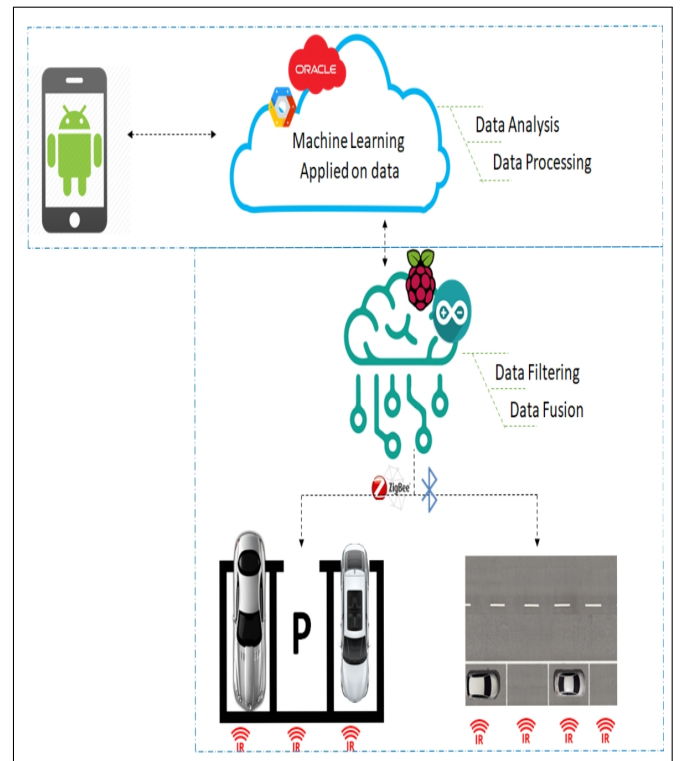 ORACLE
Machine Learning
Applied on data
Data Analysis
Data Processing
Data Filtering
Data Fusion
ZigBee
P
IR
IR
IR
IR
IR
IR
IR